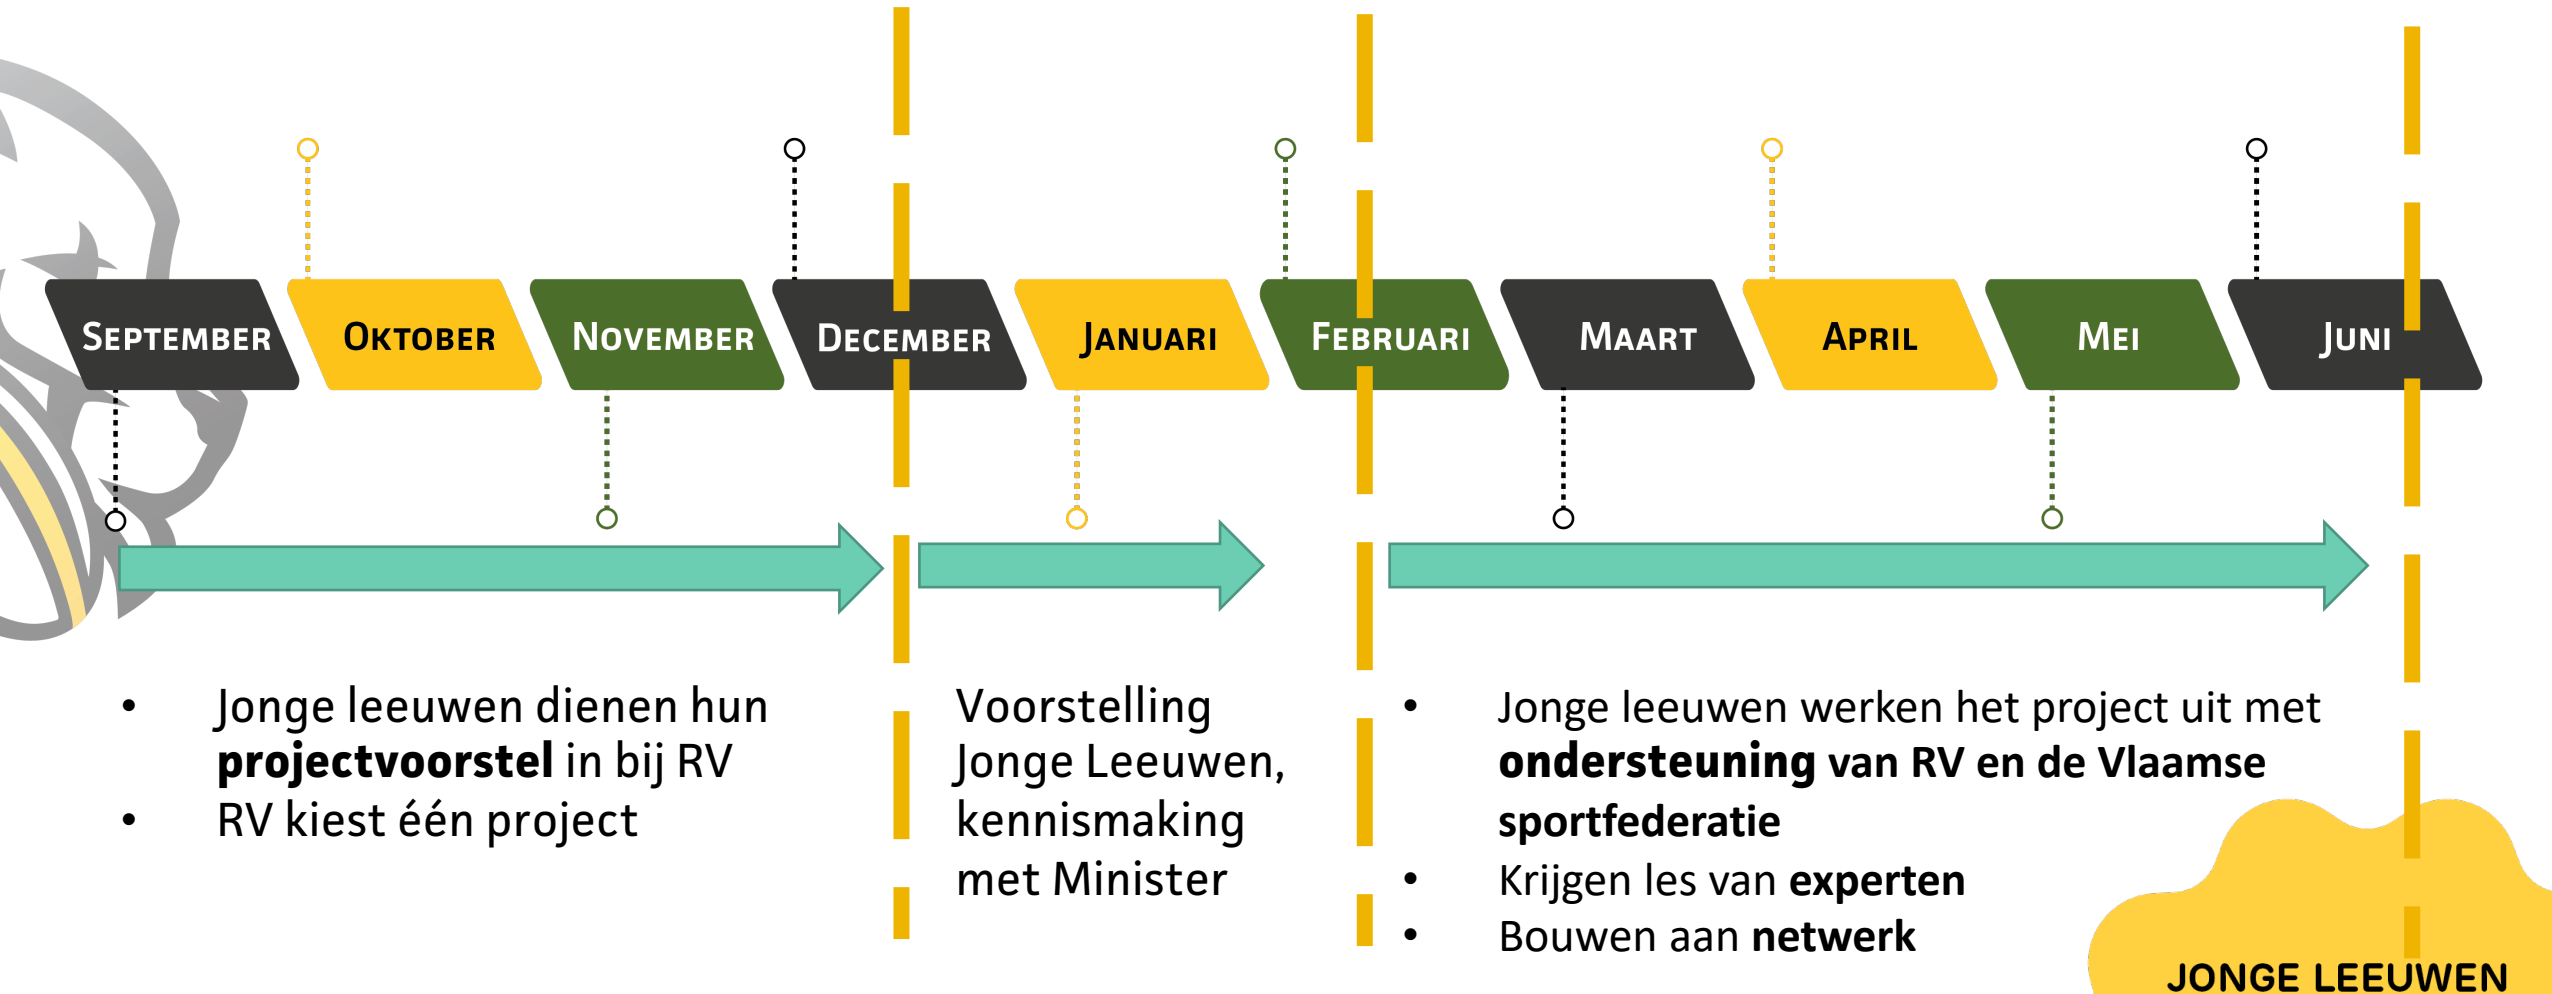 September
Oktober
November
December
Januari
Februari
Maart
April
Mei
Juni
• Jonge leeuwen dienen hun
projectvoorstel in bij RV
• RV kiest één project
Voorstelling
Jonge Leeuwen,
kennismaking
met Minister
• Jonge leeuwen werken het project uit met
ondersteuning van RV en de Vlaamse
sportfederatie
• Krijgen les van experten
• Bouwen aan netwerk
JONGE LEEUWEN